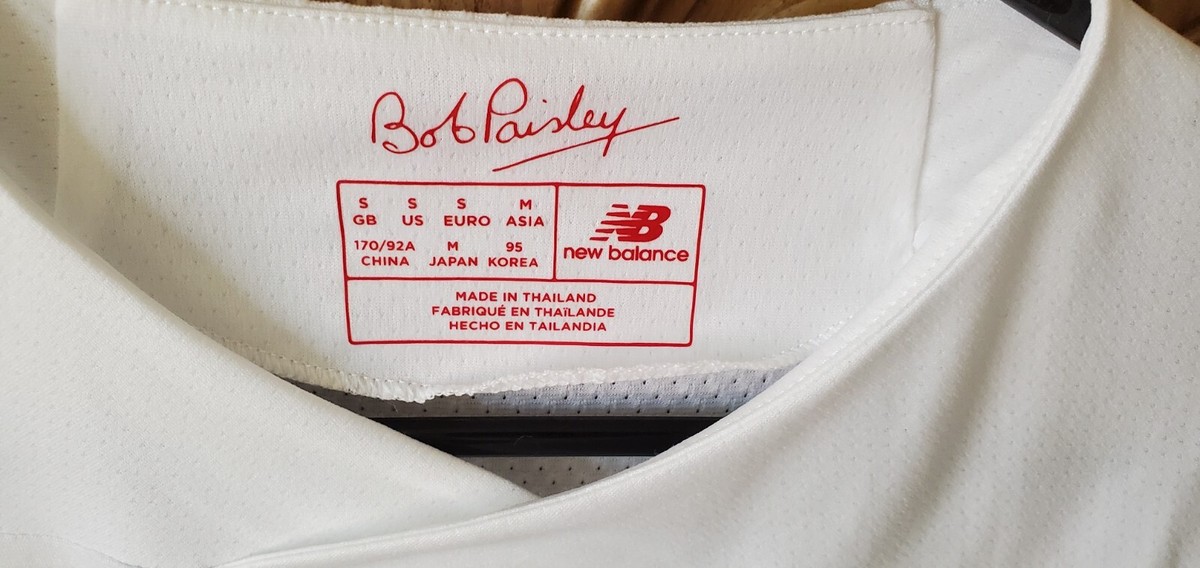 Bob Paisley
S S S M
GB US EURO ASIA
170/92A M 95
CHINA JAPAN KOREA
NB
new balance
MADE IN THAILAND
FABRIQUÉ EN THAÏLANDE
HECHO EN TAILANDIA